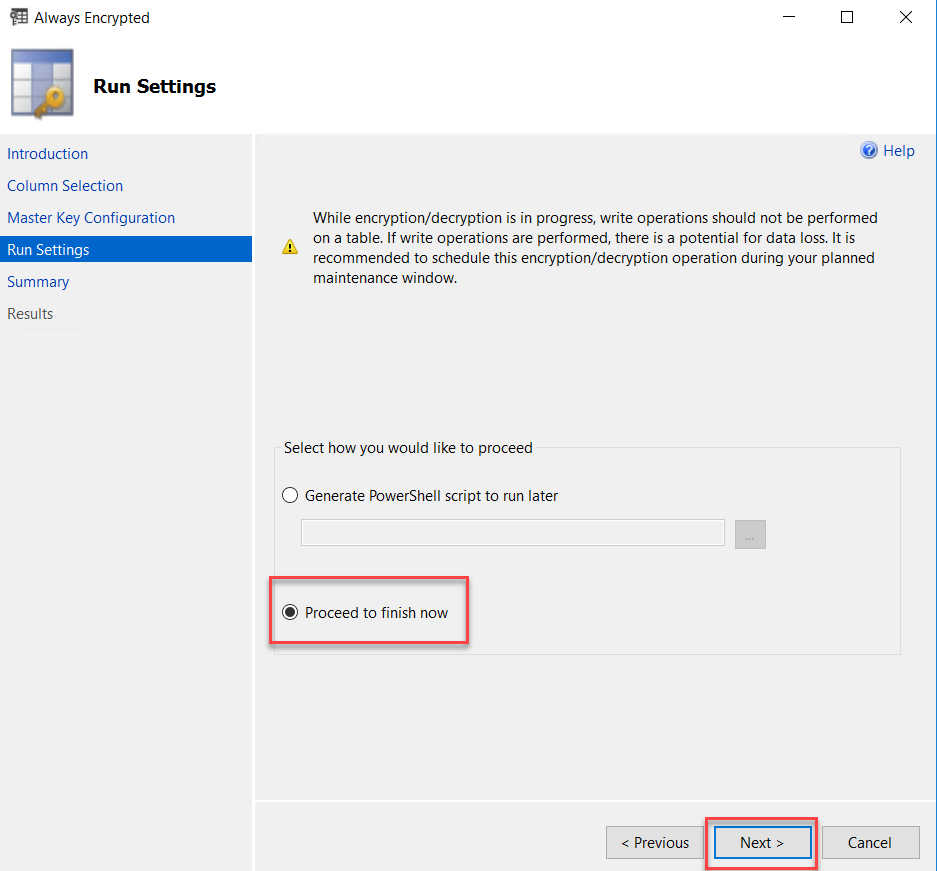 Always Encrypted
Run Settings
Introduction
Column Selection
Master Key Configuration
Run Settings
Summary
Results
Help
While encryption/decryption is in progress, write operations should not be performed
on a table. If write operations are performed, there is a potential for data loss. It is
recommended to schedule this encryption/decryption operation during your planned
maintenance window.
Select how you would like to proceed
Generate PowerShell script to run later
...
Proceed to finish now
< Previous
Next >
Cancel